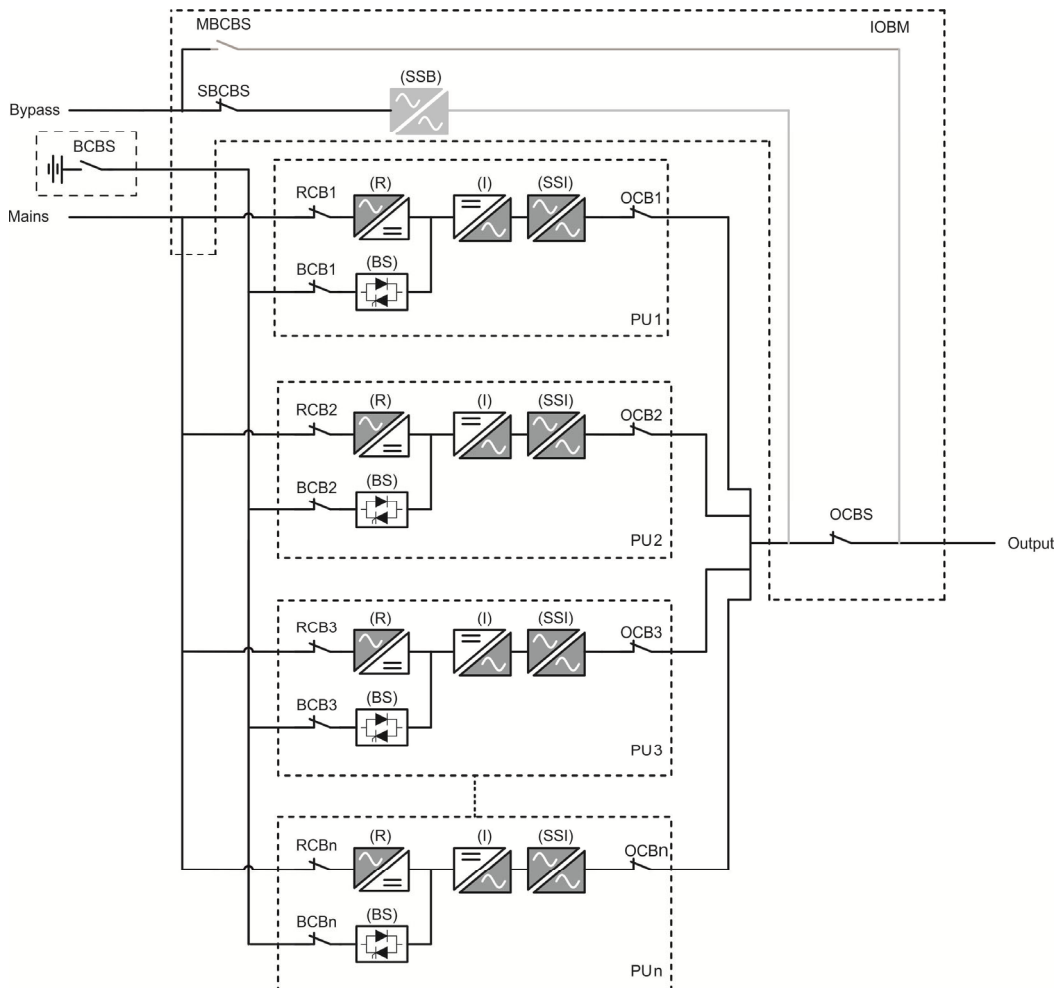 MBCBS
IOBM
(SSB)
SBCBS
Bypass
BCBS
RCB1
(R)
(I)
(SSI)
OCB1
Mains
BCB1
(BS)
PU1
RCB2
(R)
(I)
(SSI)
OCB2
BCB2
(BS)
PU2
OCBS
Output
RCB3
(R)
(I)
(SSI)
OCB3
BCB3
(BS)
PU3
RCBn
(R)
(I)
(SSI)
OCBn
BCBn
(BS)
PUn